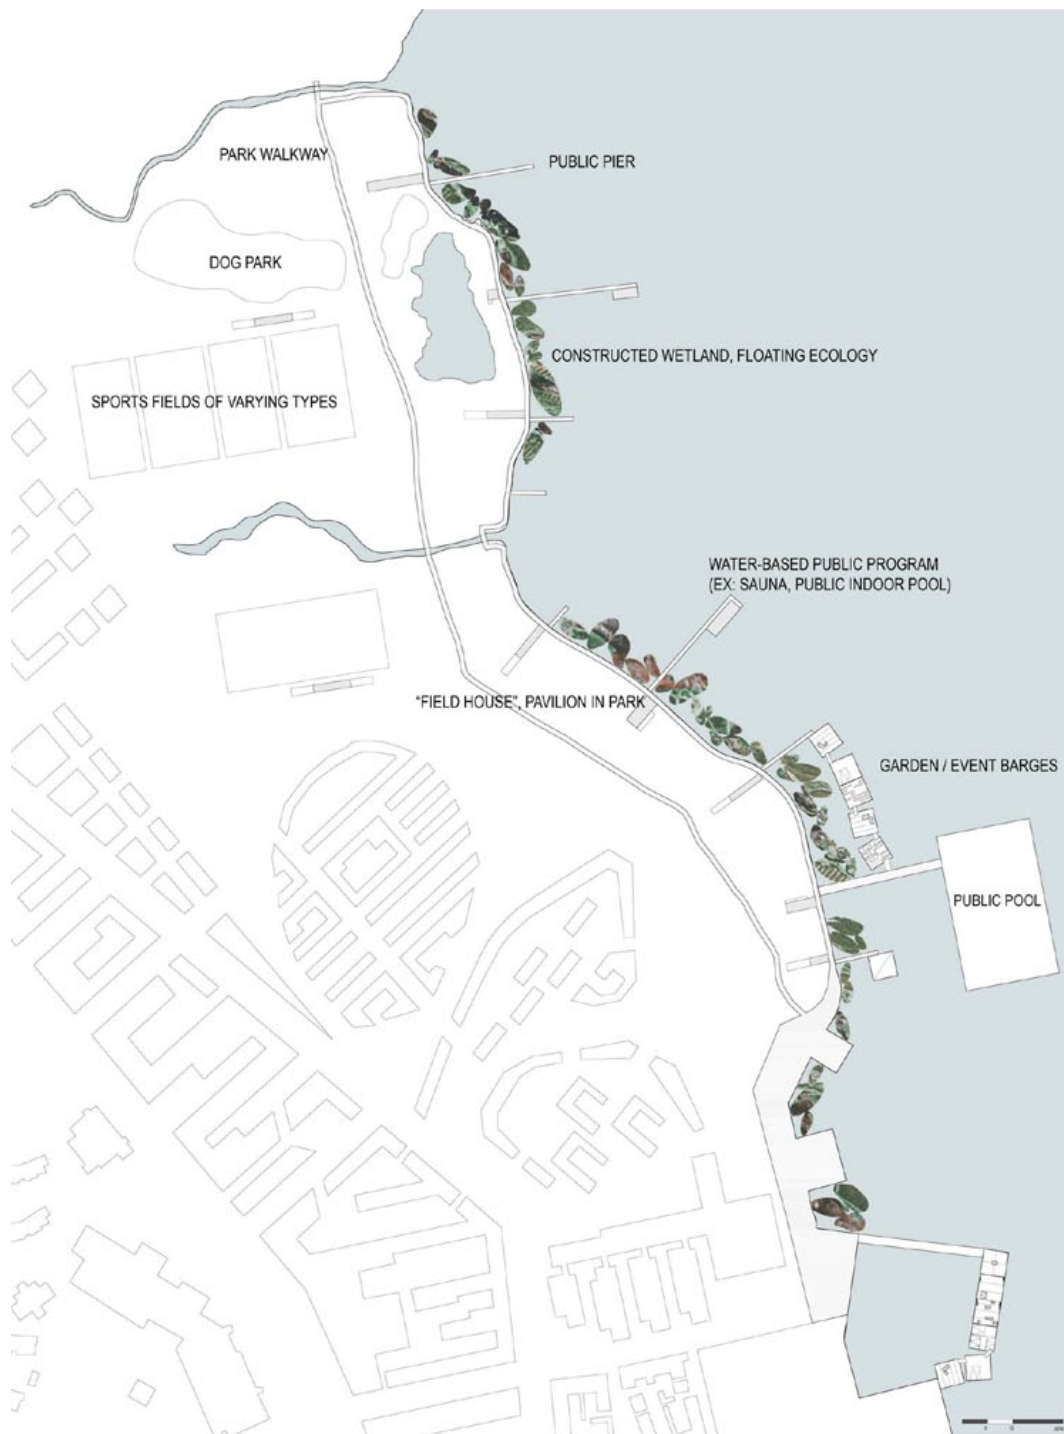 PARK WALKWAY
PUBLIC PIER
DOG PARK
CONSTRUCTED WETLAND, FLOATING ECOLOGY
SPORTS FIELDS OF VARYING TYPES
WATER-BASED PUBLIC PROGRAM
(EX: SAUNA, PUBLIC INDOOR POOL)
"FIELD HOUSE", PAVILION IN PARK
GARDEN / EVENT BARGES
PUBLIC POOL